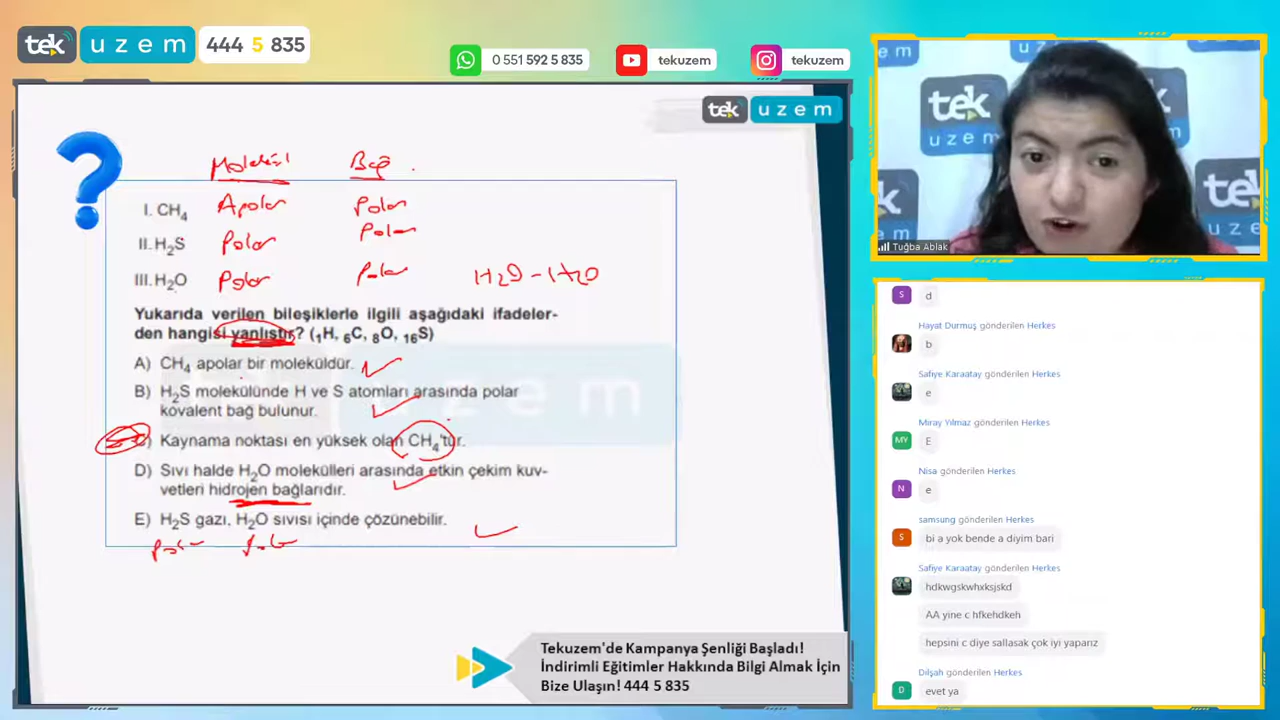 tek uzem 444 5 835
0 551 592 5 835
tekuzem
tekuzem
tek uzem
Molekül Bağ
I. CH₄ Apolar Polar
II. H₂S Polar Polar
III. H₂O Polar Polar H₂O - H₂O
Yukarıda verilen bileşiklerle ilgili aşağıdaki ifadeler-
den hangisi yanlıştır? (₁H, ₆C, ₈O, ₁₆S)
A) CH₄ apolar bir moleküldür.
B) H₂S molekülünde H ve S atomları arasında polar
kovalent bağ bulunur.
C) Kaynama noktası en yüksek olan CH₄'tür.
D) Sıvı halde H₂O molekülleri arasında etkin çekim kuv-
vetleri hidrojen bağlarıdır.
E) H₂S gazı, H₂O sıvısı içinde çözünebilir.
Polar Polar
uzem
Tekuzem'de Kampanya Şenliği Başladı!
İndirimli Eğitimler Hakkında Bilgi Almak İçin
Bize Ulaşın! 444 5 835
tek
uzem
tek
Tuğba Ablak
S d
Hayat Durmuş gönderilen Herkes
b
Safiye Karaatay gönderilen Herkes
e
Miray Yılmaz gönderilen Herkes
MY E
Nisa gönderilen Herkes
N e
samsung gönderilen Herkes
S bi a yok bende a diyim bari
Safiye Karaatay gönderilen Herkes
hdkwgskwhxksjskd
AA yine c hfkehdkeh
hepsini c diye sallasak çok iyi yaparız
Dilşah gönderilen Herkes
D evet ya